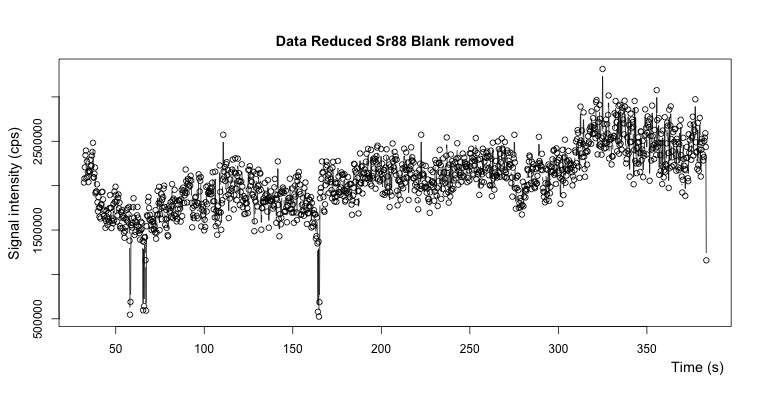 Data Reduced Sr88 Blank removed
Signal intensity (cps)
2500000
1500000
500000
50 100 150 200 250 300 350
Time (s)